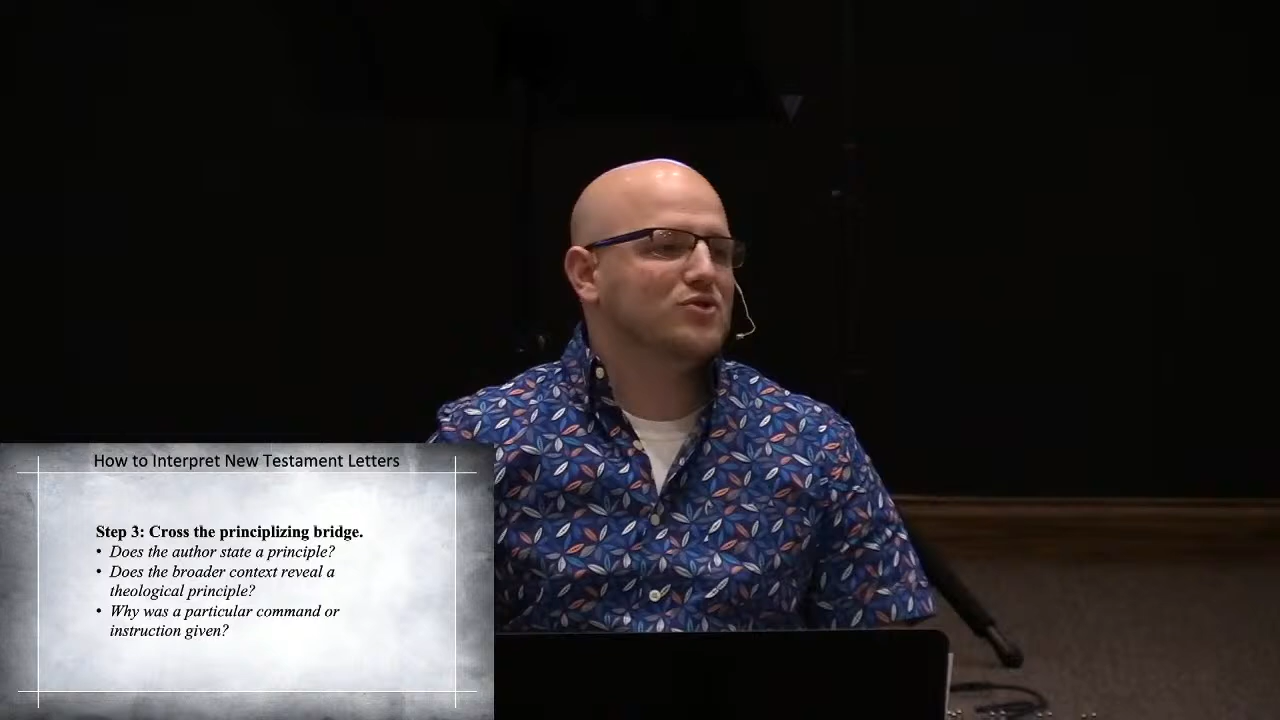 How to Interpret New Testament Letters
Step 3: Cross the principlizing bridge.
• Does the author state a principle?
• Does the broader context reveal a
theological principle?
• Why was a particular command or
instruction given?